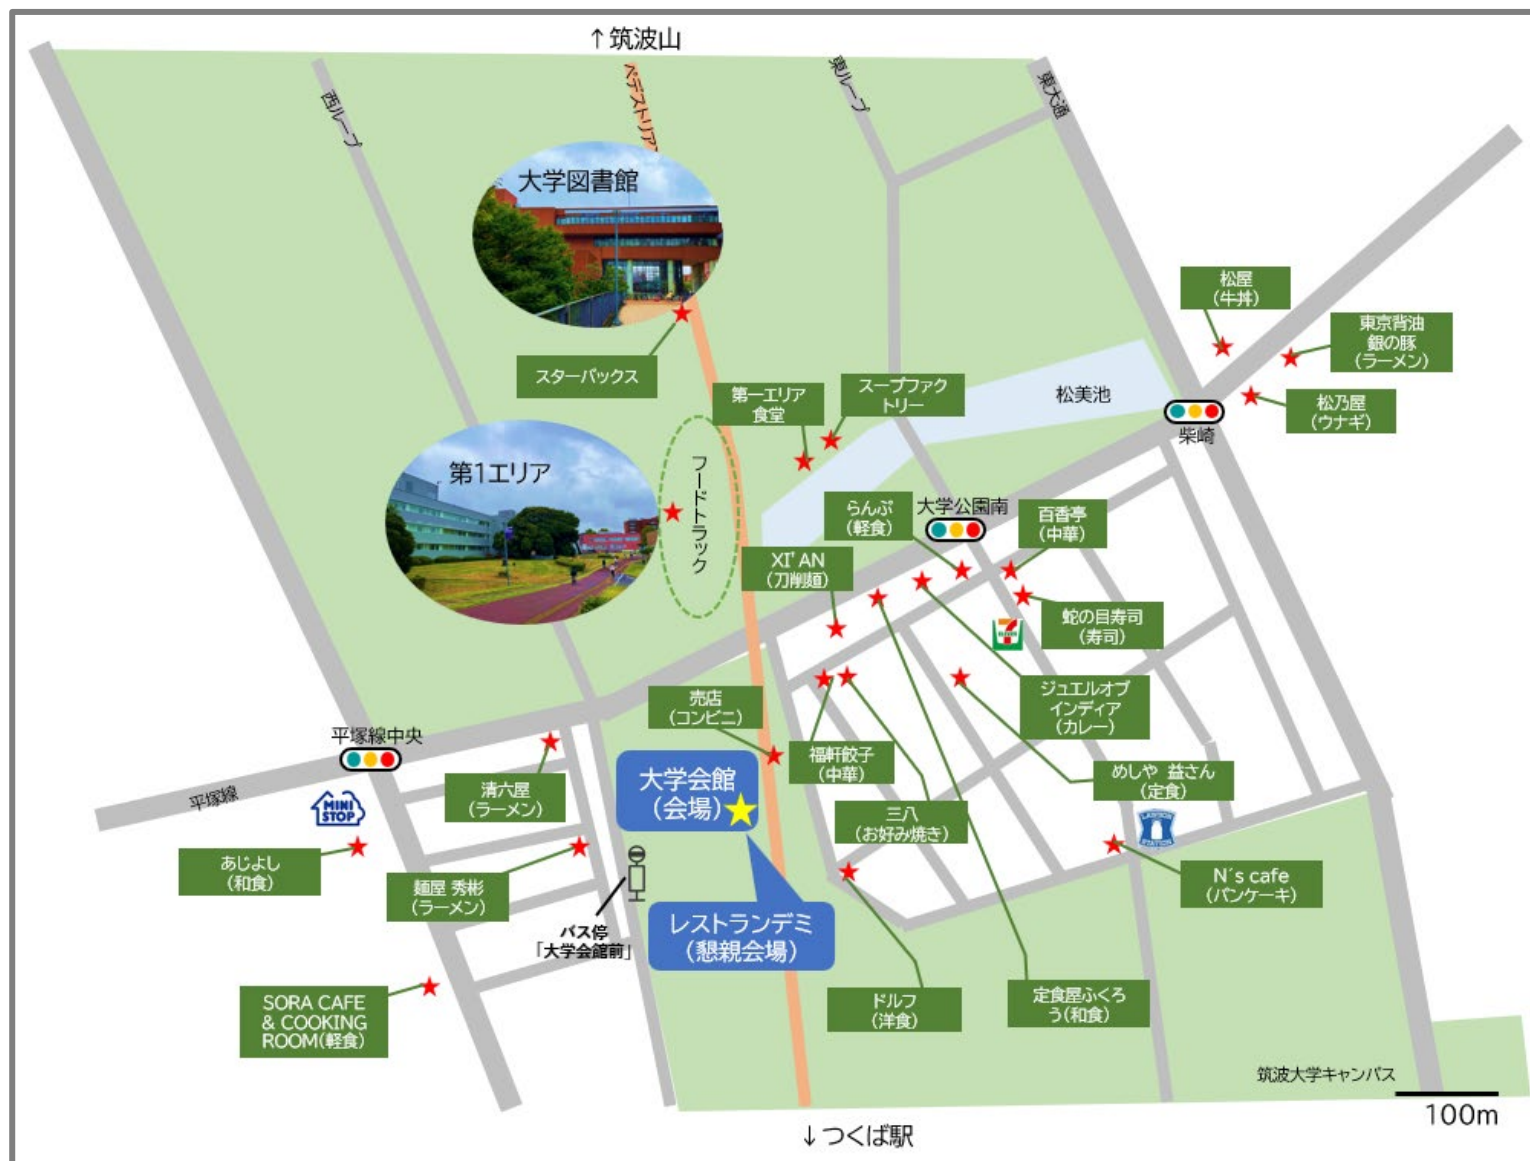 ↑筑波山
西ループ
ペデストリア
東ループ
東大通
大学図書館
スターバックス
第1エリア
フードトラック
第一エリア
食堂
スープファク
トリー
松美池
松屋
(牛丼)
東京背油
銀の豚
(ラーメン)
松乃屋
(ウナギ)
柴崎
大学公園南
らんぷ
(軽食)
百香亭
(中華)
XI'AN
(刀削麺)
蛇の目寿司
(寿司)
7
ELEVEN
ジュエルオブ
インディア
(カレー)
売店
(コンビニ)
福軒餃子
(中華)
めしや 益さん
(定食)
三八
(お好み焼き)
LAWSON
STATION
N´s cafe
(パンケーキ)
平塚線中央
平塚線
MINI
STOP
清六屋
(ラーメン)
大学会館
(会場)
あじよし
(和食)
麺屋 秀彬
(ラーメン)
バス停
「大学会館前」
レストランデミ
(懇親会場)
SORA CAFE
& COOKING
ROOM(軽食)
ドルフ
(洋食)
定食屋ふくろ
う(和食)
筑波大学キャンパス
100m
↓つくば駅